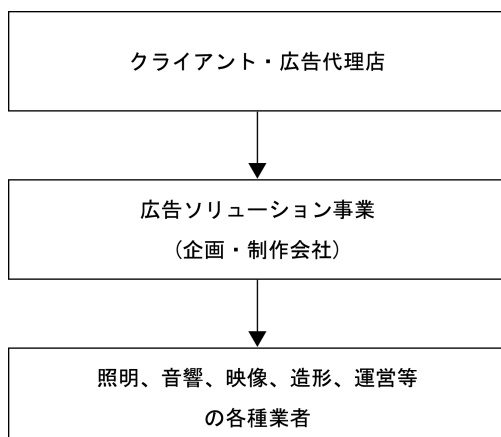 クライアント・広告代理店
広告ソリューション事業
（企画・制作会社）
照明、音響、映像、造形、運営等
の各種業者